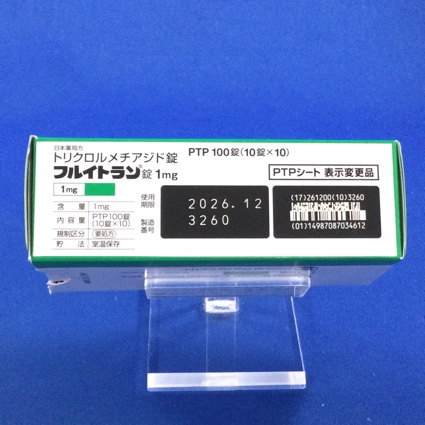 日本薬局方
トリクロルメチアジド錠 PTP 100錠(10錠×10)
フルイトラン®錠1mg
PTPシート 表示変更品
1mg
含量 1mg
内容量 PTP100錠
(10錠×10)
規制区分 (要処方)
貯法 室温保存
使用
期限 2026.12
製造
番号 3260
(17)261200(10)3260
(01)14987087034612